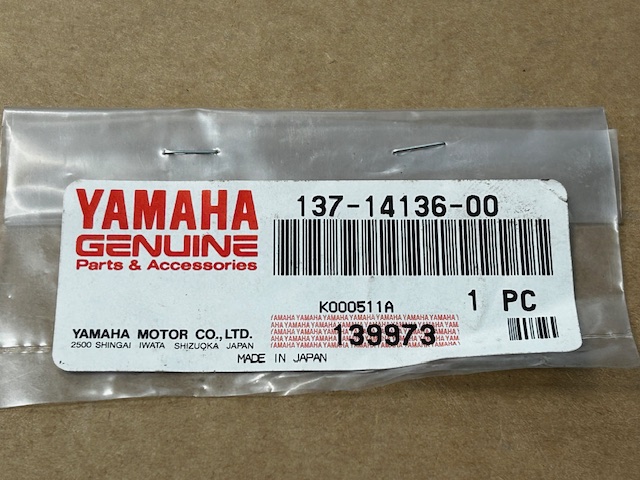 YAMAHA
GENUINE
Parts & Accessories
137-14136-00
K000511A
1 PC
YAMAHA MOTOR CO., LTD.
2500 SHINGAI IWATA SHIZUOKA JAPAN
139973
MADE IN JAPAN